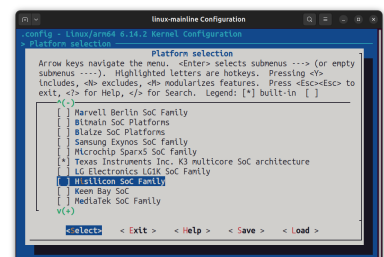 linux-mainline Configuration
.config - Linux/arm64 6.14.2 Kernel Configuration
> Platform selection
Platform selection
Arrow keys navigate the menu. <Enter> selects submenus ---> (or empty
submenus ----). Highlighted letters are hotkeys. Pressing <Y>
includes, <N> excludes, <M> modularizes features. Press <Esc><Esc> to
exit, <?> for Help, </> for Search. Legend: [*] built-in [ ]
^(-)
[ ] Marvell Berlin SoC Family
[ ] Bitmain SoC Platforms
[ ] Blaize SoC Platforms
[ ] Samsung Exynos SoC Family
[ ] Microchip Sparx5 SoC Family
[*] Texas Instruments Inc. K3 multicore SoC architecture
[ ] LG Electronics LG1K SoC Family
[ ] Hisilicon SoC Family
[ ] Keem Bay SoC
[ ] MediaTek SoC Family
v(+)
<Select> < Exit > < Help > < Save > < Load >